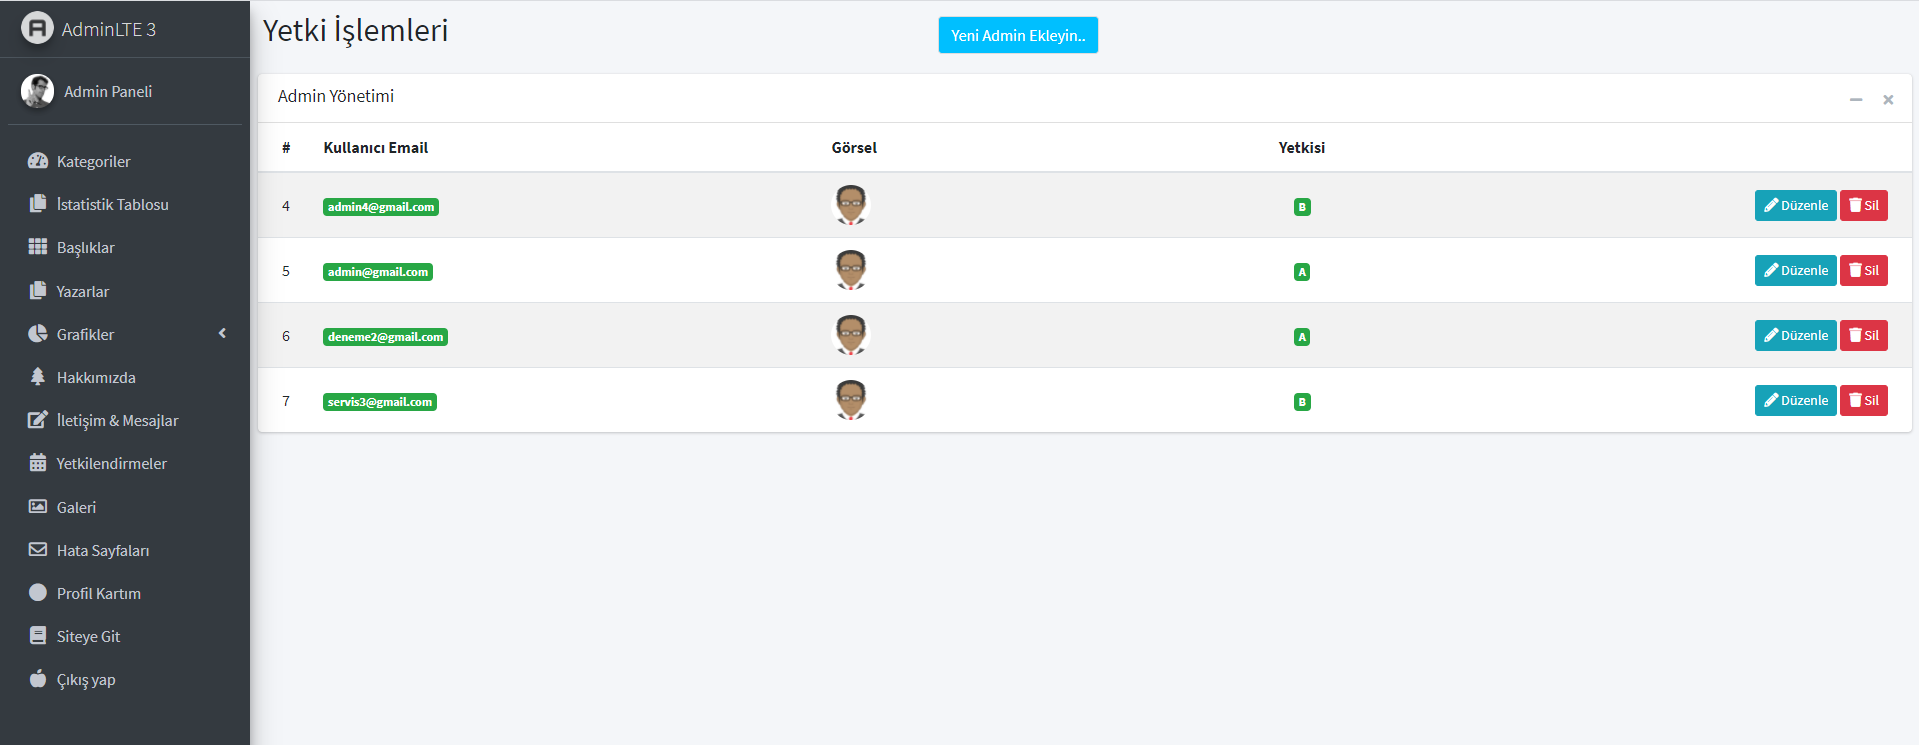 AdminLTE 3
Admin Paneli
Kategoriler
İstatistik Tablosu
Başlıklar
Yazarlar
Grafikler
Hakkımızda
İletişim & Mesajlar
Yetkilendirmeler
Galeri
Hata Sayfaları
Profil Kartım
Siteye Git
Çıkış yap
Yetki İşlemleri
Yeni Admin Ekleyin..
Admin Yönetimi
# Kullanıcı Email Görsel Yetkisi
4 admin4@gmail.com B Düzenle Sil
5 admin@gmail.com A Düzenle Sil
6 deneme2@gmail.com A Düzenle Sil
7 servis3@gmail.com B Düzenle Sil